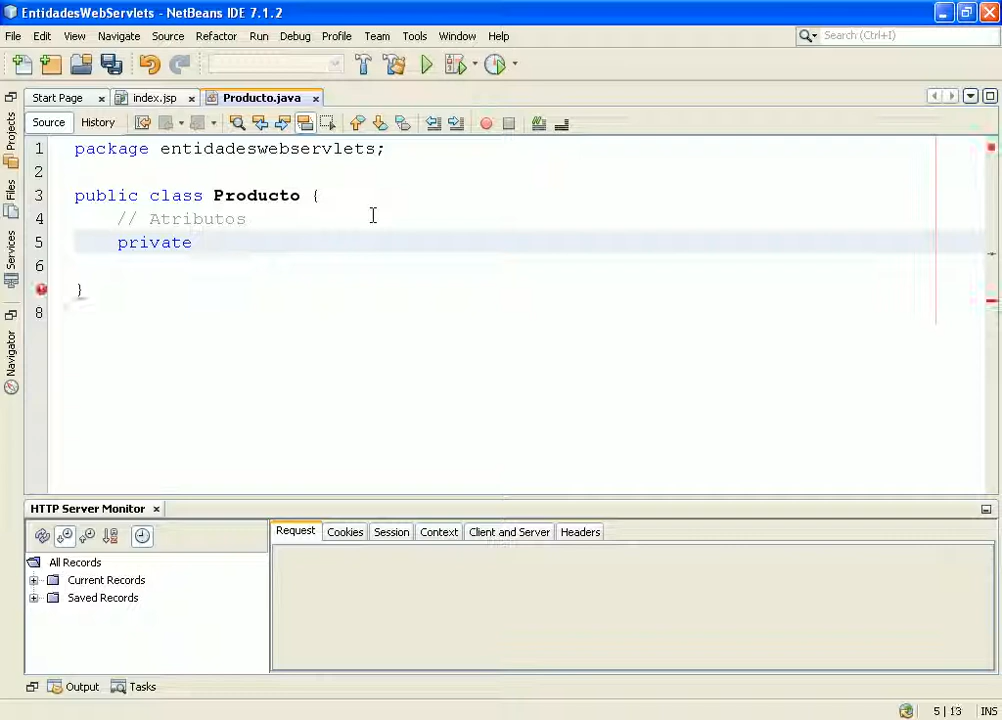 EntidadesWebServlets - NetBeans IDE 7.1.2
File Edit View Navigate Source Refactor Run Debug Profile Team Tools Window Help
Search (Ctrl+I)
Start Page index.jsp Producto.java
Source History
Projects
Files
Services
Navigator
1 package entidadeswebservlets;
2
3 public class Producto {
4 // Atributos
5 private
6
}
8
HTTP Server Monitor
Request Cookies Session Context Client and Server Headers
All Records
Current Records
Saved Records
Output Tasks
5 | 13 INS